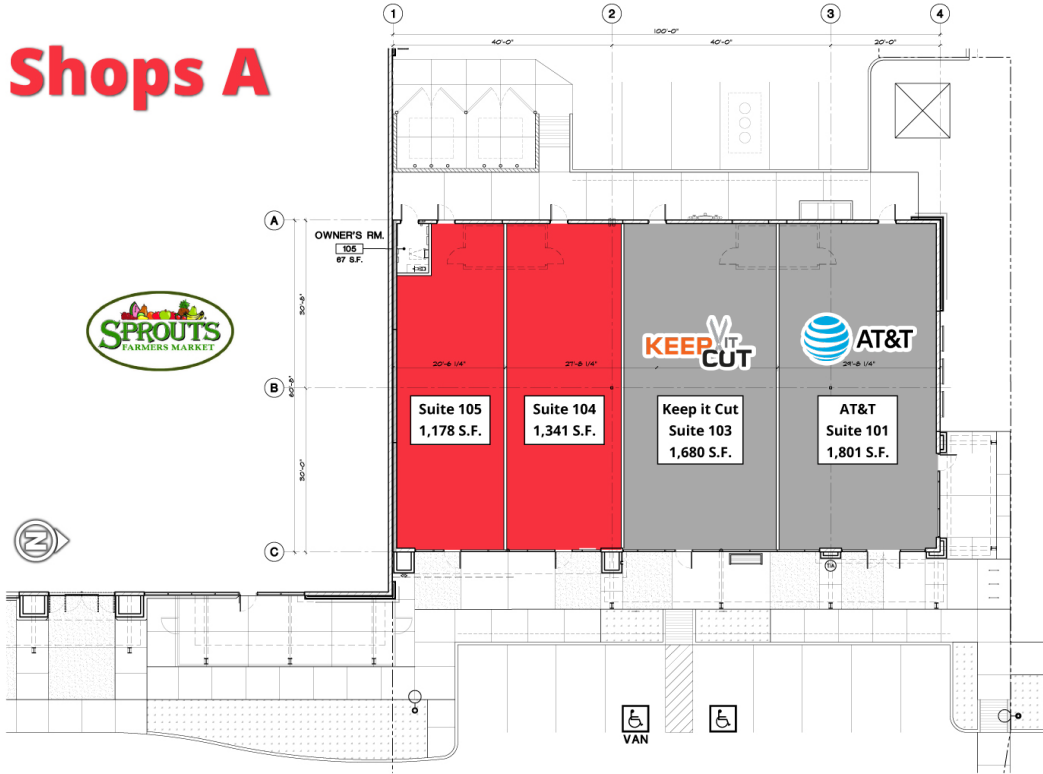 Shops A
1
2
3
4
100'-0"
40'-0"
40'-0"
20'-0"
A
OWNER'S RM.
105
67 S.F.
30'-8"
SPROUTS
FARMERS MARKET
KEEP IT
CUT
AT&T
20'-6 1/4"
27'-8 1/4"
29'-8 1/4"
B
60'-8"
Suite 105
1,178 S.F.
Suite 104
1,341 S.F.
Keep it Cut
Suite 103
1,680 S.F.
AT&T
Suite 101
1,801 S.F.
30'-0"
N
C
VAN